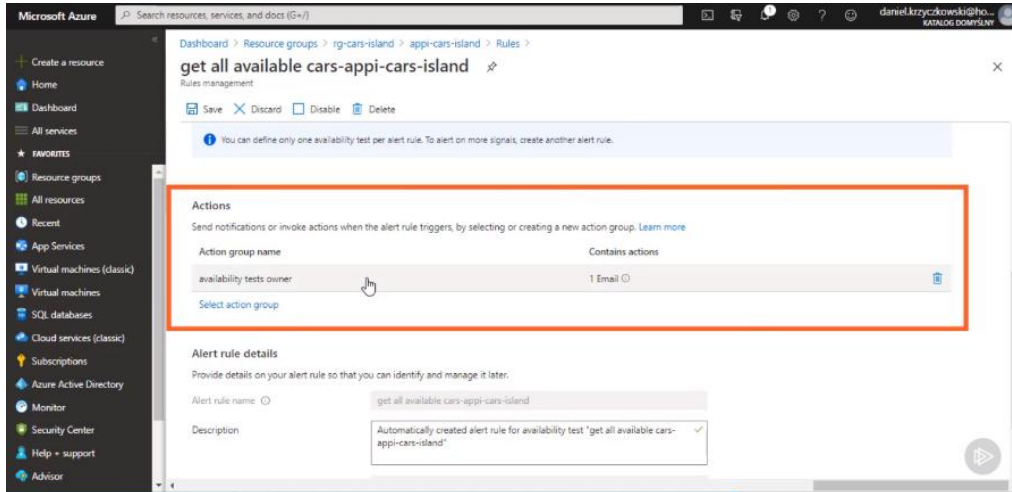 Microsoft Azure
Search resources, services, and docs (G+/)
daniel.krzyczkowski@ho...
KATALOG DOMYŚLNY
Create a resource
Home
Dashboard
All services
FAVORITES
Resource groups
All resources
Recent
App Services
Virtual machines (classic)
Virtual machines
SQL databases
Cloud services (classic)
Subscriptions
Azure Active Directory
Monitor
Security Center
Help + support
Advisor
Dashboard > Resource groups > rg-cars-island > appi-cars-island > Rules >
get all available cars-appi-cars-island
Rules management
Save Discard Disable Delete
You can define only one availability test per alert rule. To alert on more signals, create another alert rule.
Actions
Send notifications or invoke actions when the alert rule triggers, by selecting or creating a new action group. Learn more
Action group name Contains actions
availability tests owner 1 Email
Select action group
Alert rule details
Provide details on your alert rule so that you can identify and manage it later.
Alert rule name get all available cars-appi-cars-island
Description Automatically created alert rule for availability test "get all available cars-
appi-cars-island"